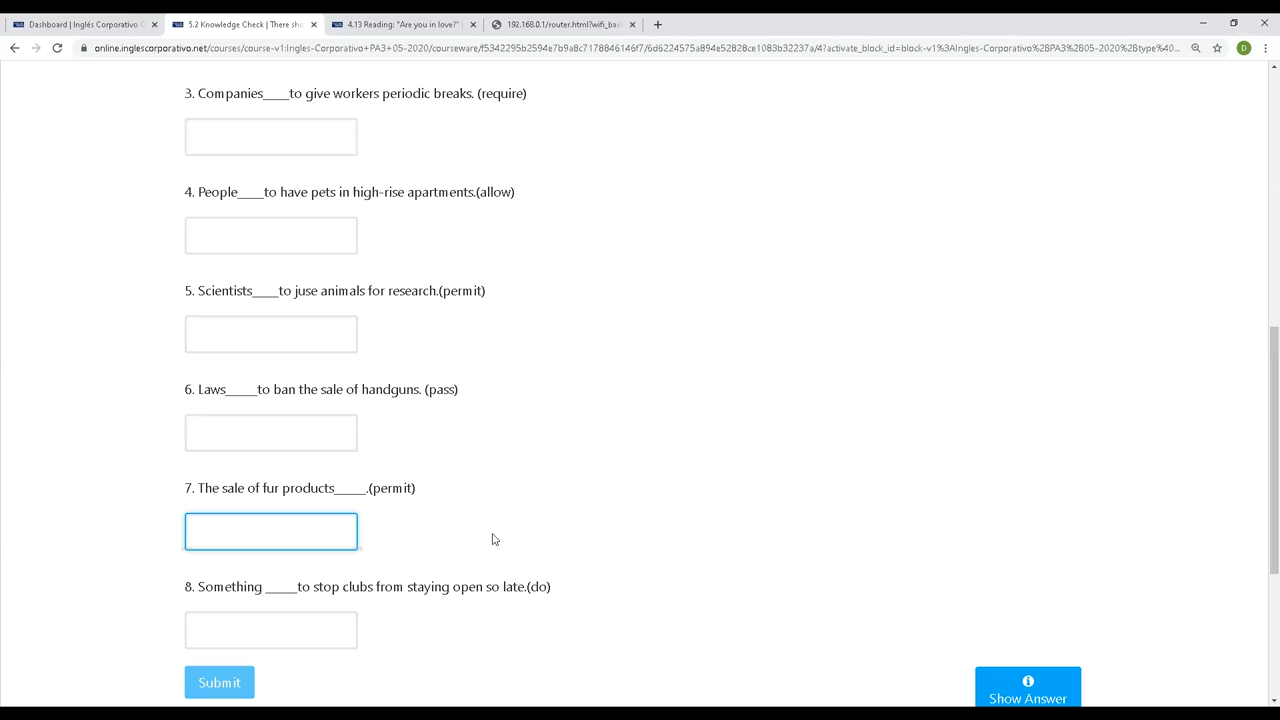 Dashboard | Inglés Corporativo O
5.2 Knowledge Check | There sho
4.13 Reading: "Are you in love?"
192.168.0.1/router.html?wifi_bas
online.inglescorporativo.net/courses/course-v1:Ingles-Corporativo+PA3+05-2020/courseware/f5342295b2594e7b9a8c7178846146f7/6d6224575a894e52828ce1083b32237a/4?activate_block_id=block-v1%3AIngles-Corporativo%2BPA3%2B05-2020%2Btype%40...
D
3. Companies____to give workers periodic breaks. (require)
4. People____to have pets in high-rise apartments.(allow)
5. Scientists____to juse animals for research.(permit)
6. Laws_____to ban the sale of handguns. (pass)
7. The sale of fur products_____.(permit)
8. Something _____to stop clubs from staying open so late.(do)
Submit
Show Answer